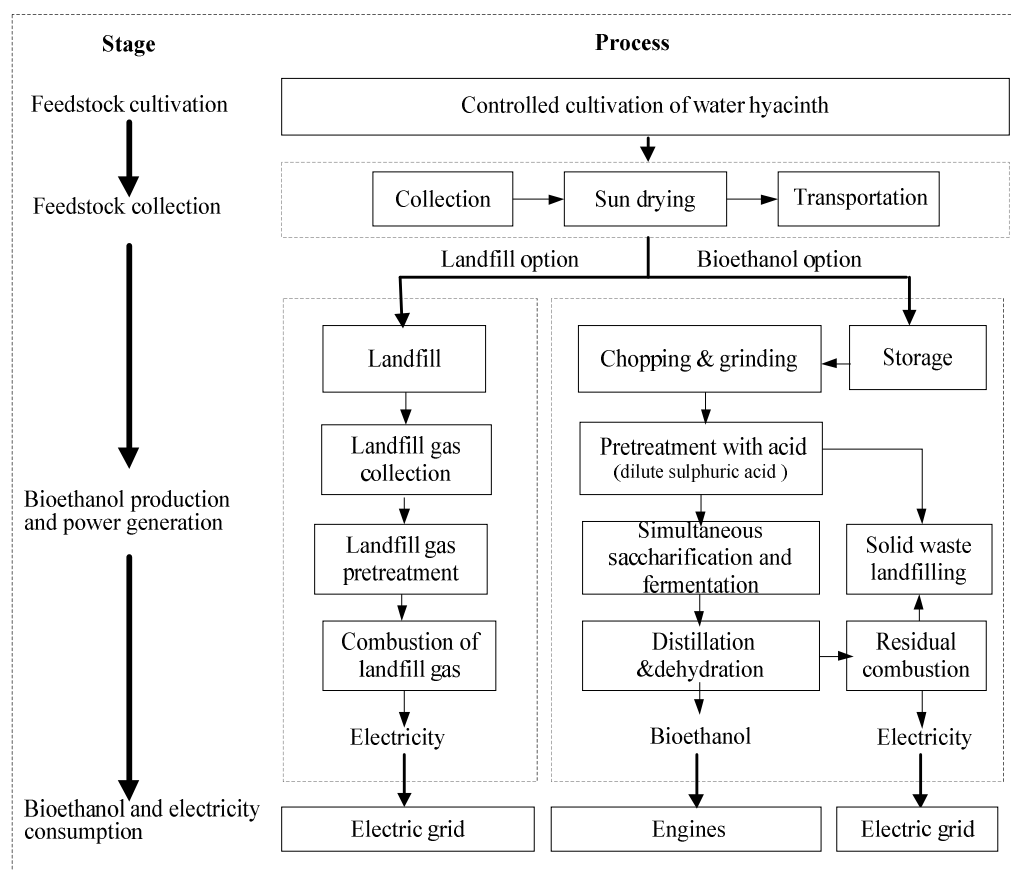 Stage
Process
Feedstock cultivation
Controlled cultivation of water hyacinth
Feedstock collection
Collection
Sun drying
Transportation
Landfill option
Bioethanol option
Landfill
Chopping & grinding
Storage
Landfill gas
collection
Pretreatment with acid
(dilute sulphuric acid )
Bioethanol production
and power generation
Landfill gas
pretreatment
Simultaneous
saccharification and
fermentation
Solid waste
landfilling
Combustion of
landfill gas
Distillation
&dehydration
Residual
combustion
Electricity
Bioethanol
Electricity
Bioethanol and electricity
consumption
Electric grid
Engines
Electric grid